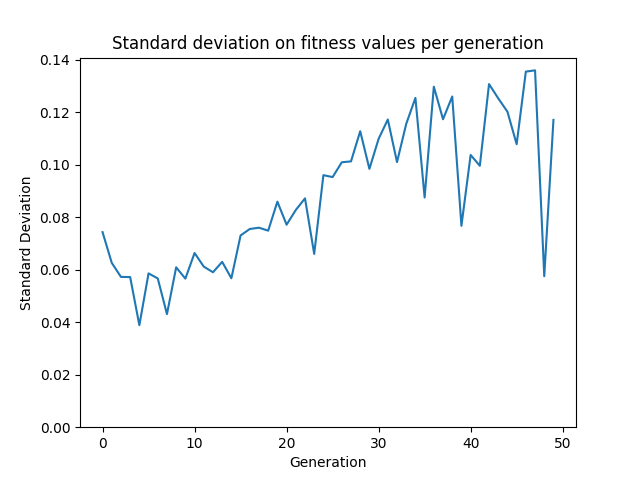 Standard deviation on fitness values per generation
0.14
0.12
0.10
0.08
0.06
0.04
0.02
0.00
Standard Deviation
0 10 20 30 40 50
Generation